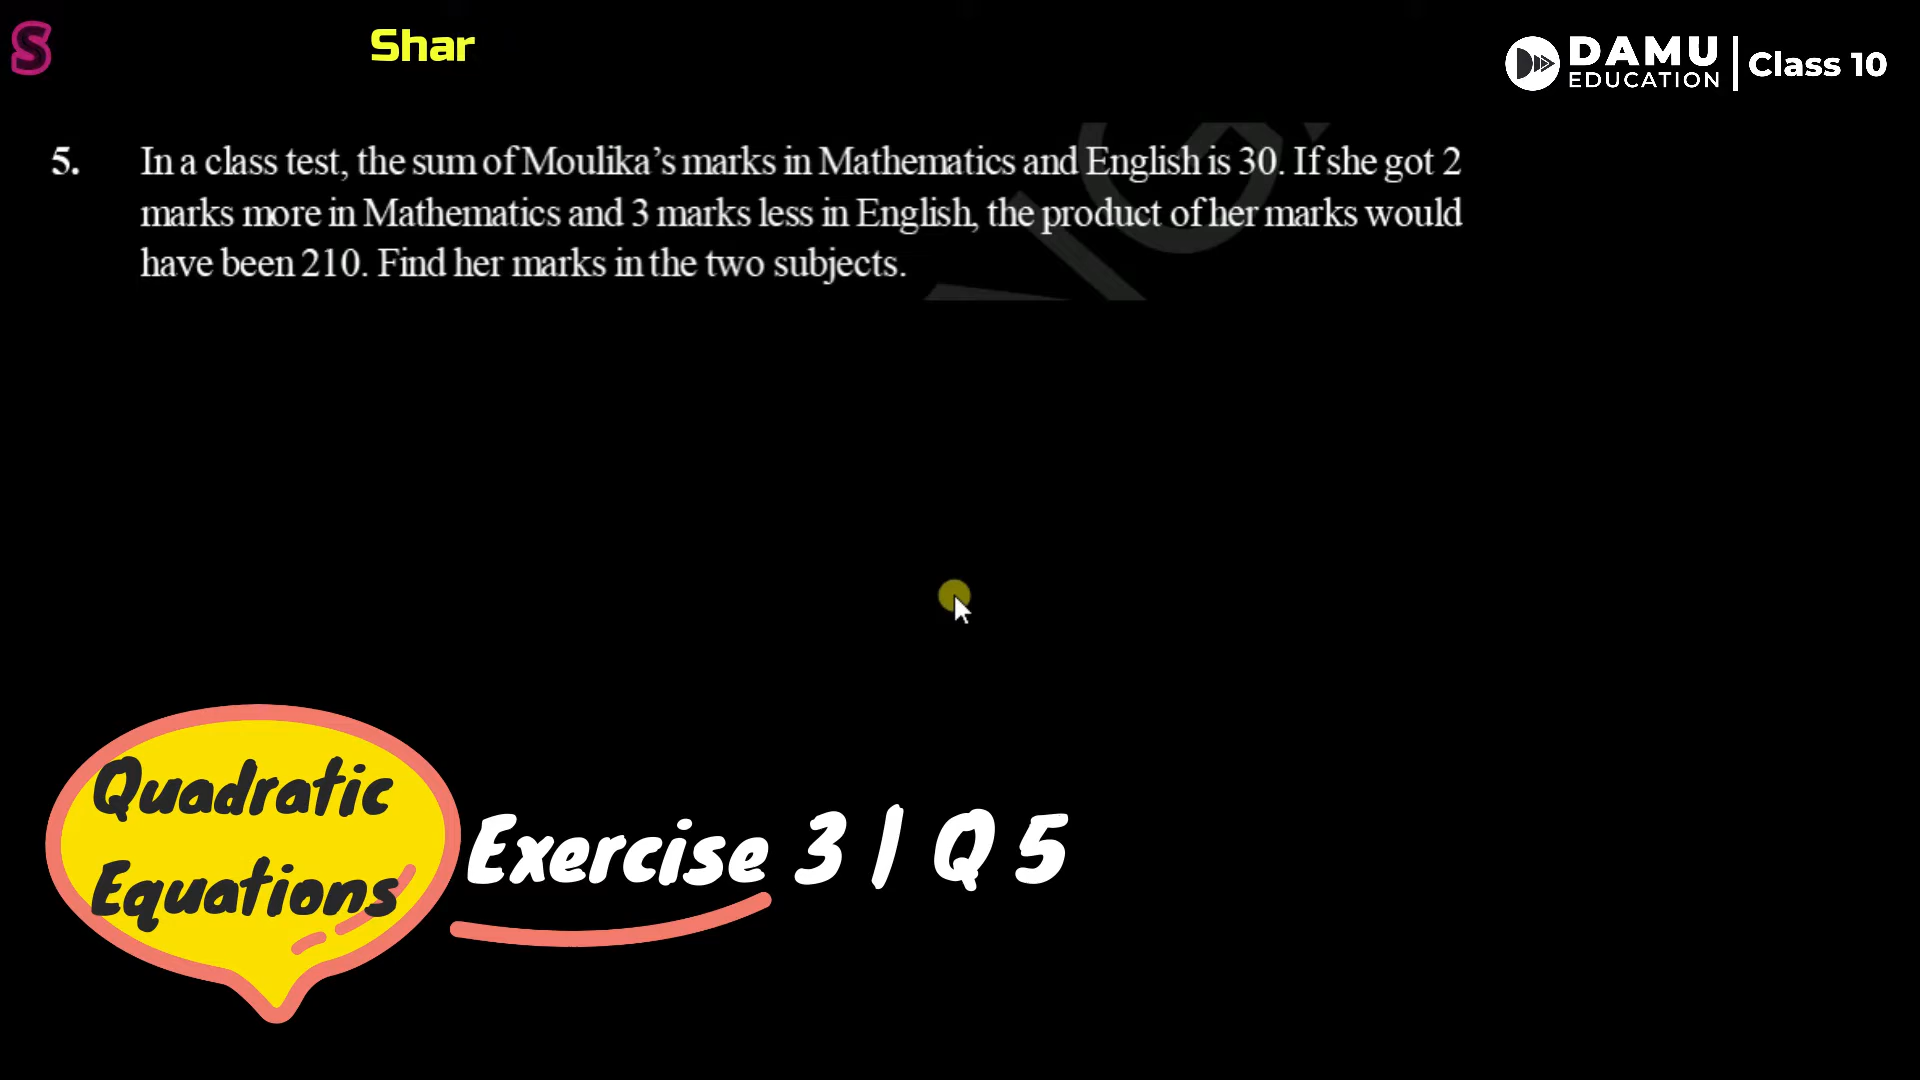 S
Shar
DAMU
EDUCATION
Class 10
5. In a class test, the sum of Moulika’s marks in Mathematics and English is 30. If she got 2
marks more in Mathematics and 3 marks less in English, the product of her marks would
have been 210. Find her marks in the two subjects.
Quadratic
Equations
Exercise 3 | Q 5